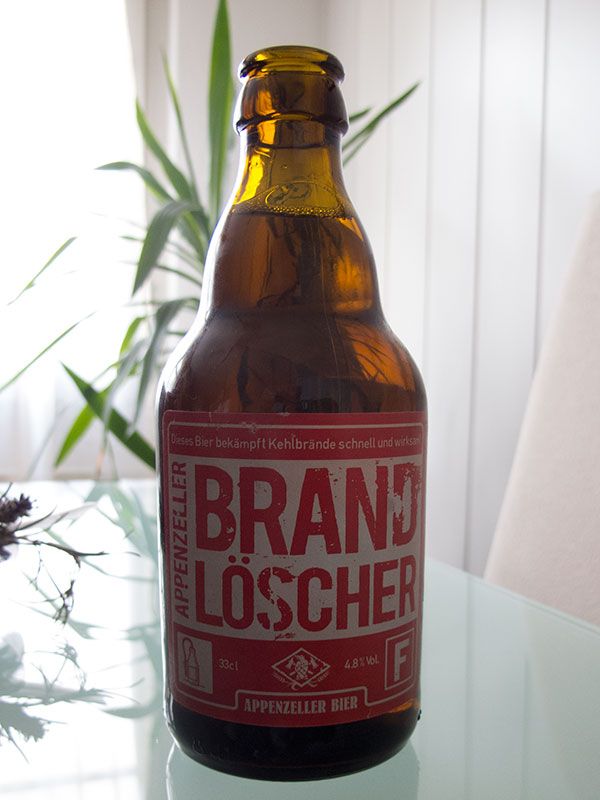 Dieses Bier bekämpft Kehlbrände schnell und wirksam
APPENZELLER
BRAND
LÖSCHER
33cl
4.8% Vol.
F
APPENZELLER BIER